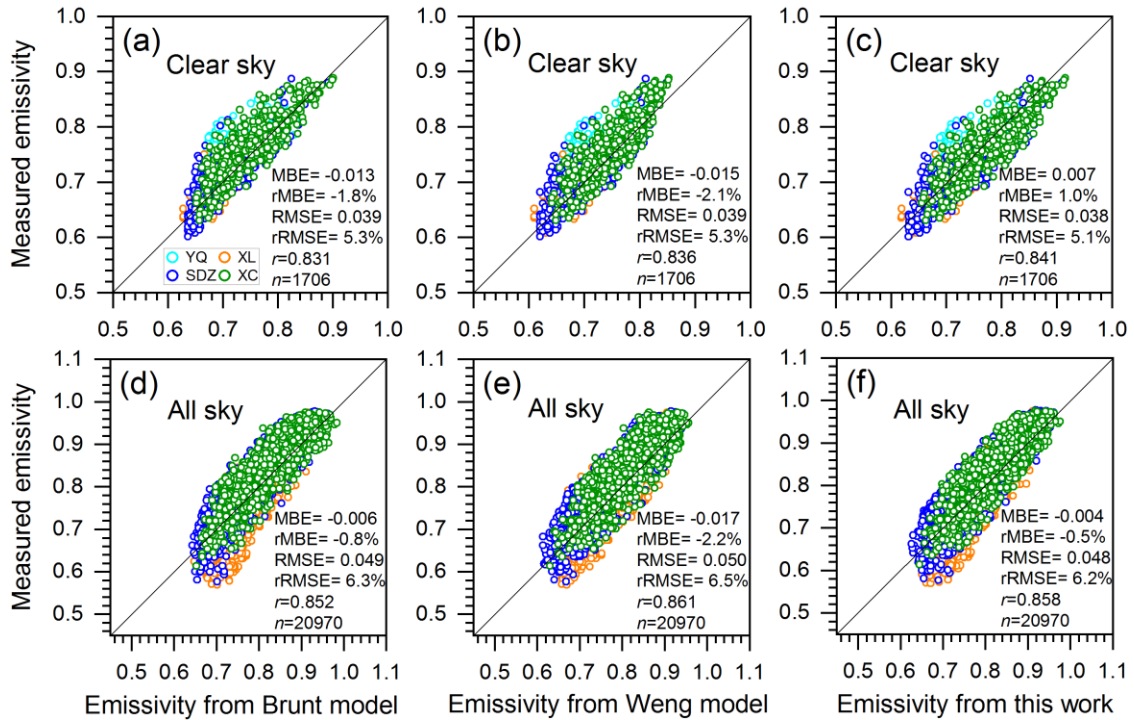 (a)
Clear sky
MBE= -0.013
rMBE= -1.8%
RMSE= 0.039
rRMSE= 5.3%
r=0.831
n=1706
YQ
XL
SDZ
XC
Measured emissivity
1.0
0.9
0.8
0.7
0.6
0.5
0.5 0.6 0.7 0.8 0.9 1.0
(b)
Clear sky
MBE= -0.015
rMBE= -2.1%
RMSE= 0.039
rRMSE= 5.3%
r=0.836
n=1706
1.0
0.9
0.8
0.7
0.6
0.5
0.5 0.6 0.7 0.8 0.9 1.0
(c)
Clear sky
MBE= 0.007
rMBE= 1.0%
RMSE= 0.038
rRMSE= 5.1%
r=0.841
n=1706
1.0
0.9
0.8
0.7
0.6
0.5
0.5 0.6 0.7 0.8 0.9 1.0
(d)
All sky
MBE= -0.006
rMBE= -0.8%
RMSE= 0.049
rRMSE= 6.3%
r=0.852
n=20970
Measured emissivity
1.1
1.0
0.9
0.8
0.7
0.6
0.5
0.5 0.6 0.7 0.8 0.9 1.0 1.1
Emissivity from Brunt model
(e)
All sky
MBE= -0.017
rMBE= -2.2%
RMSE= 0.050
rRMSE= 6.5%
r=0.861
n=20970
1.1
1.0
0.9
0.8
0.7
0.6
0.5
0.5 0.6 0.7 0.8 0.9 1.0 1.1
Emissivity from Weng model
(f)
All sky
MBE= -0.004
rMBE= -0.5%
RMSE= 0.048
rRMSE= 6.2%
r=0.858
n=20970
1.1
1.0
0.9
0.8
0.7
0.6
0.5
0.5 0.6 0.7 0.8 0.9 1.0 1.1
Emissivity from this work